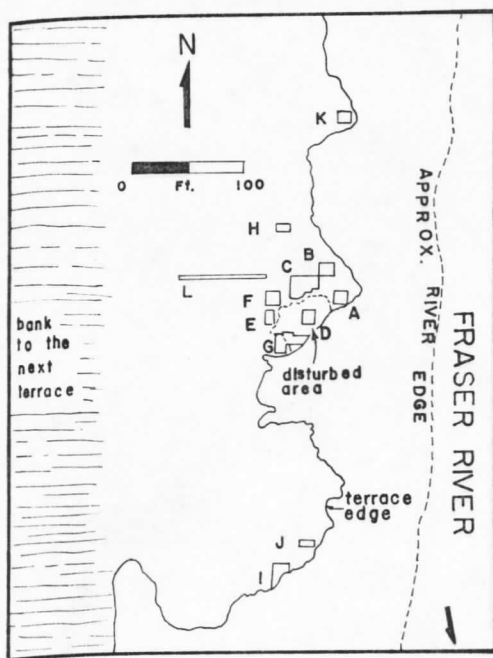 N
K
0 Ft. 100
H
B
C
L
F
A
E
D
G
disturbed
area
bank
to the
next
terrace
APPROX. RIVER EDGE
FRASER RIVER
terrace
edge
J
I